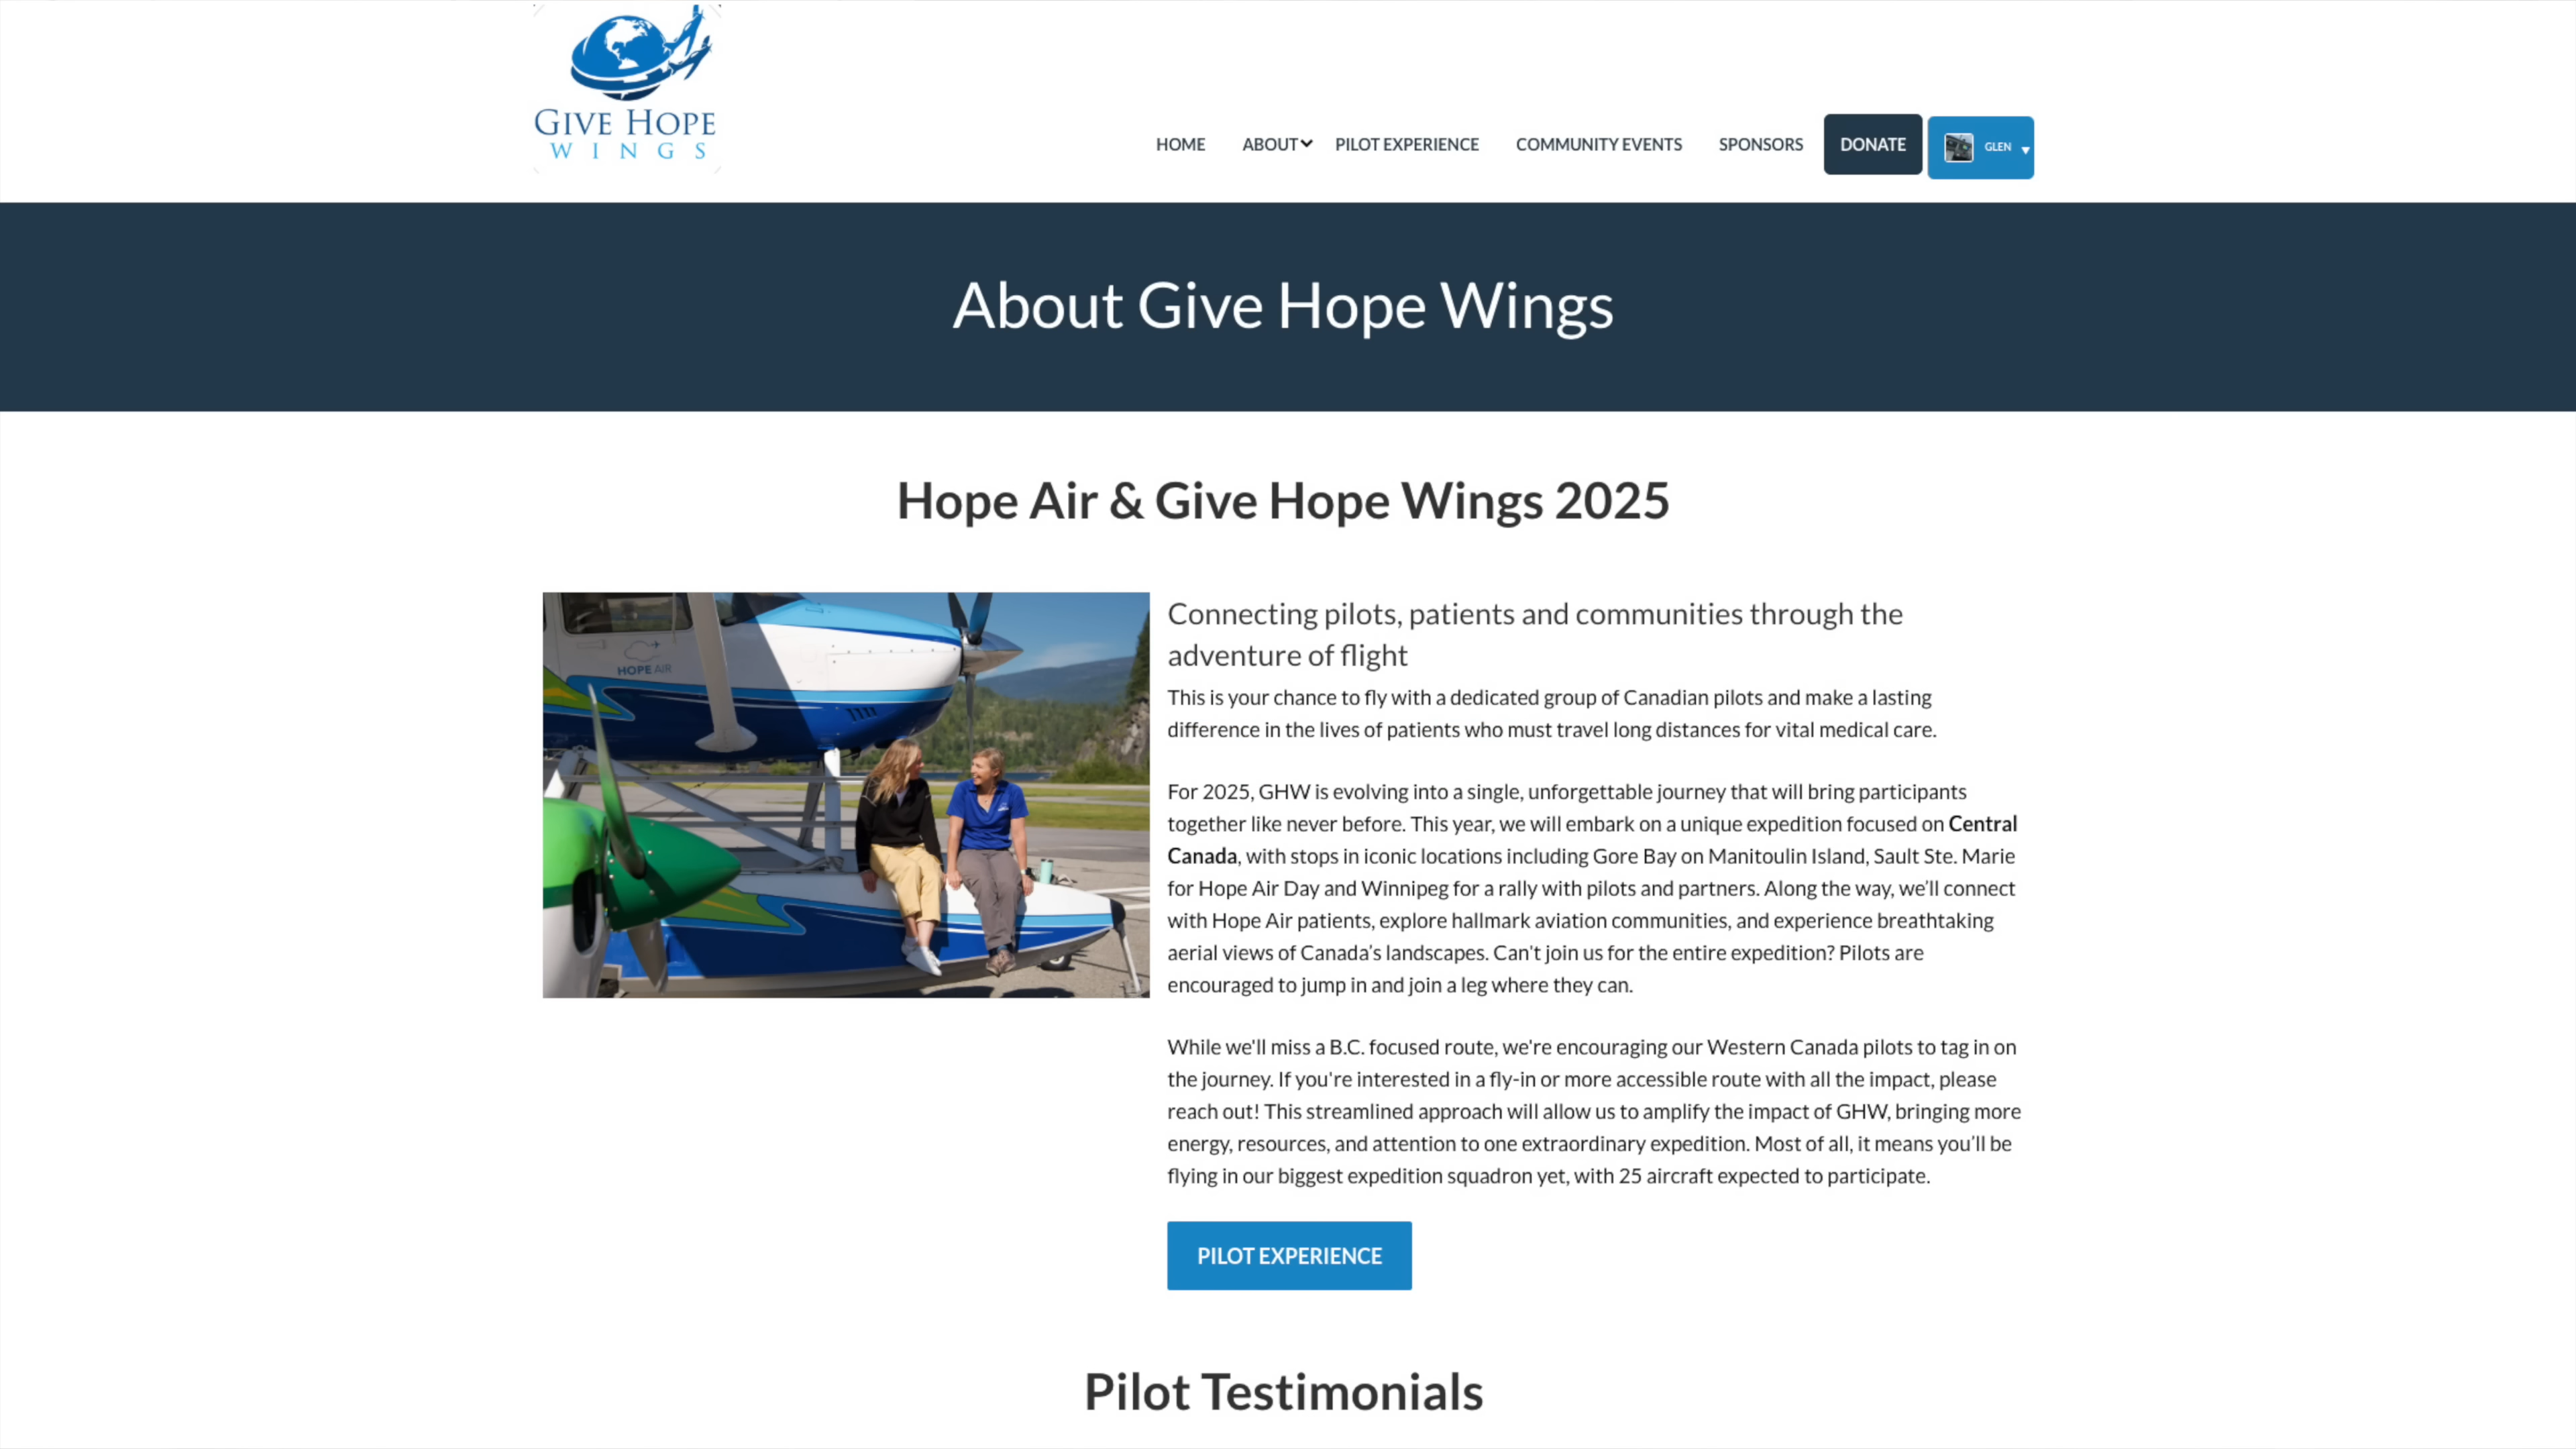 GIVE HOPE
WINGS
HOME ABOUT PILOT EXPERIENCE COMMUNITY EVENTS SPONSORS DONATE GLEN
About Give Hope Wings
Hope Air & Give Hope Wings 2025
HOPE AIR
Connecting pilots, patients and communities through the
adventure of flight
This is your chance to fly with a dedicated group of Canadian pilots and make a lasting
difference in the lives of patients who must travel long distances for vital medical care.
For 2025, GHW is evolving into a single, unforgettable journey that will bring participants
together like never before. This year, we will embark on a unique expedition focused on Central
Canada, with stops in iconic locations including Gore Bay on Manitoulin Island, Sault Ste. Marie
for Hope Air Day and Winnipeg for a rally with pilots and partners. Along the way, we'll connect
with Hope Air patients, explore hallmark aviation communities, and experience breathtaking
aerial views of Canada's landscapes. Can't join us for the entire expedition? Pilots are
encouraged to jump in and join a leg where they can.
While we'll miss a B.C. focused route, we're encouraging our Western Canada pilots to tag in on
the journey. If you're interested in a fly-in or more accessible route with all the impact, please
reach out! This streamlined approach will allow us to amplify the impact of GHW, bringing more
energy, resources, and attention to one extraordinary expedition. Most of all, it means you'll be
flying in our biggest expedition squadron yet, with 25 aircraft expected to participate.
PILOT EXPERIENCE
Pilot Testimonials